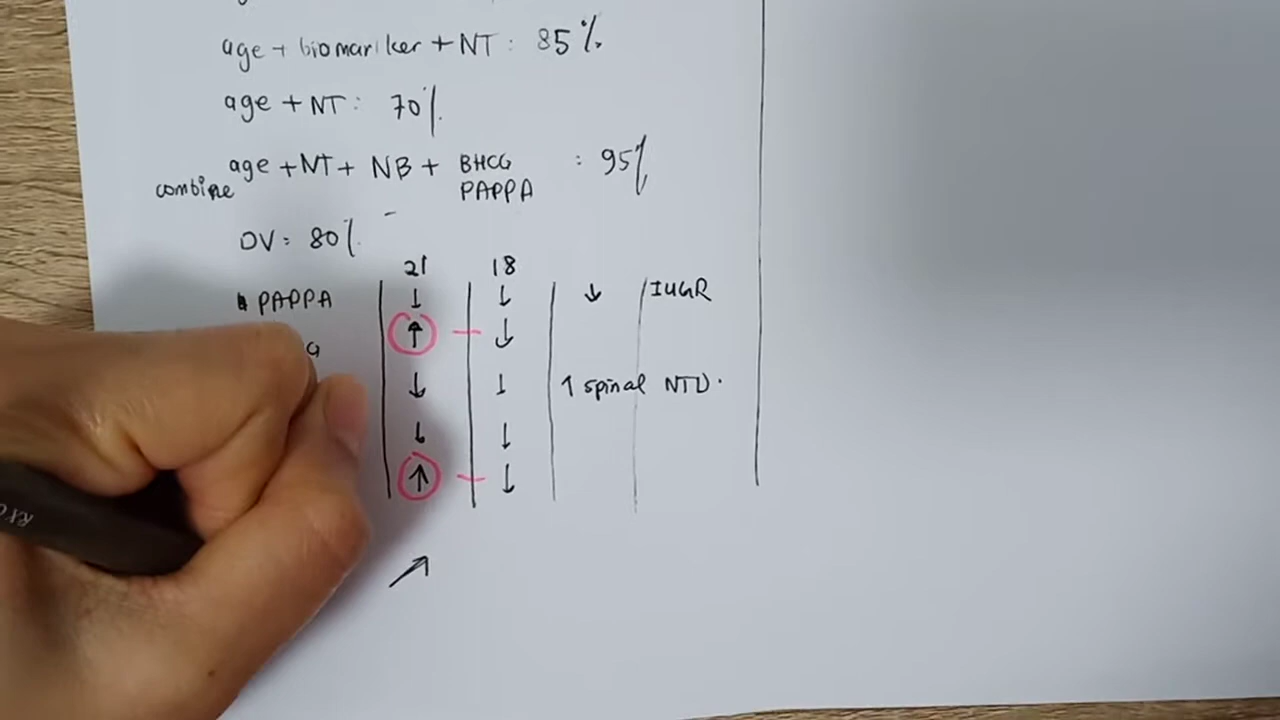 age + biomarker + NT : 85%
age + NT : 70%
age + NT + NB + BHCG : 95%
combine PAPPA
OV : 80%
21 18
PAPPA ↓ ↓ ↓ IUGR
G ↑ - ↓
↓ ↓ ↑ spinal NTD.
↓ ↓
↑ - ↓
↗